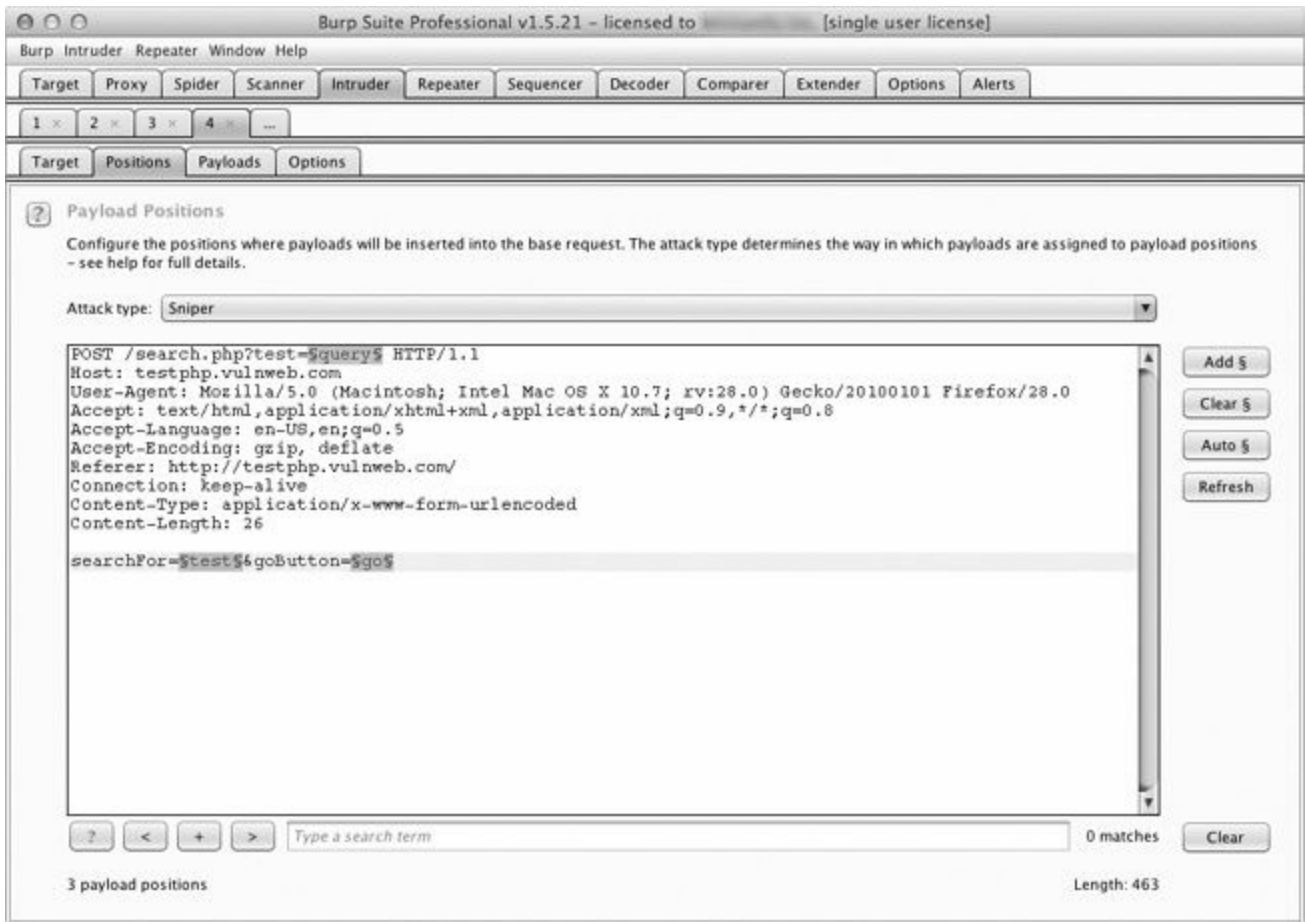 Burp Suite Professional v1.5.21 – licensed to [single user license]
Burp Intruder Repeater Window Help
Target Proxy Spider Scanner Intruder Repeater Sequencer Decoder Comparer Extender Options Alerts
1 × 2 × 3 × 4 × ...
Target Positions Payloads Options
? Payload Positions
Configure the positions where payloads will be inserted into the base request. The attack type determines the way in which payloads are assigned to payload positions
– see help for full details.
Attack type: Sniper
POST /search.php?test=§query§ HTTP/1.1
Host: testphp.vulnweb.com
User-Agent: Mozilla/5.0 (Macintosh; Intel Mac OS X 10.7; rv:28.0) Gecko/20100101 Firefox/28.0
Accept: text/html,application/xhtml+xml,application/xml;q=0.9,*/*;q=0.8
Accept-Language: en-US,en;q=0.5
Accept-Encoding: gzip, deflate
Referer: http://testphp.vulnweb.com/
Connection: keep-alive
Content-Type: application/x-www-form-urlencoded
Content-Length: 26
searchFor=§test§&goButton=§go§
Add §
Clear §
Auto §
Refresh
? < + > Type a search term 0 matches Clear
3 payload positions Length: 463